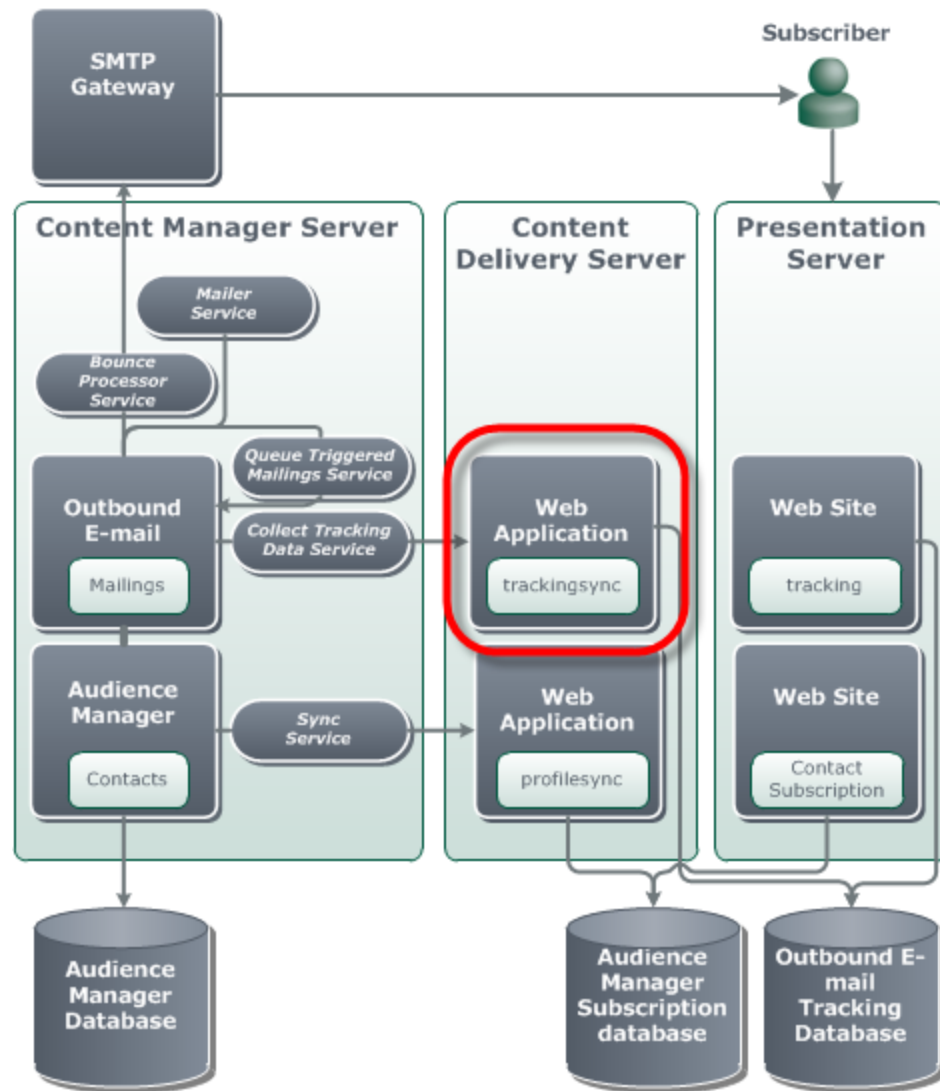 Subscriber
SMTP
Gateway
Content Manager Server
Content
Delivery Server
Presentation
Server
Mailer
Service
Bounce
Processor
Service
Queue Triggered
Mailings Service
Outbound
E-mail
Mailings
Collect Tracking
Data Service
Web
Application
trackingsync
Web Site
tracking
Audience
Manager
Contacts
Sync
Service
Web
Application
profilesync
Web Site
Contact
Subscription
Audience
Manager
Database
Audience
Manager
Subscription
database
Outbound E-
mail
Tracking
Database